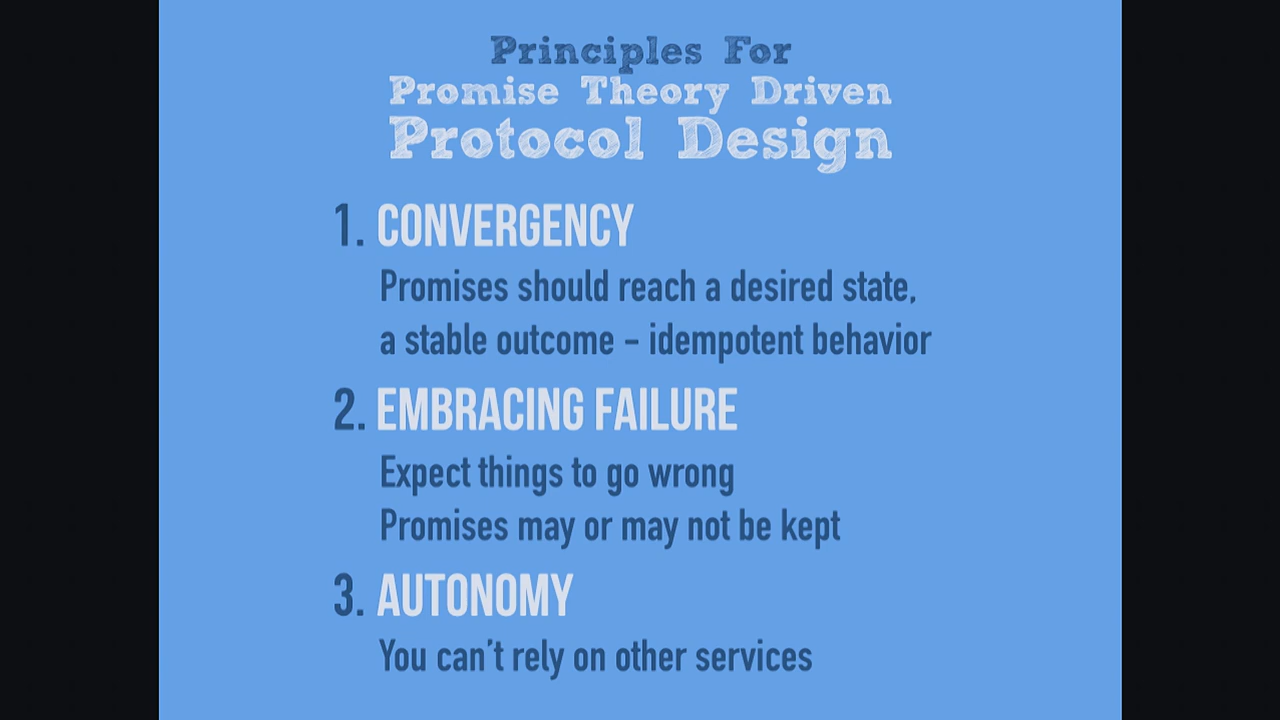 Principles For
Promise Theory Driven
Protocol Design
1. CONVERGENCY
Promises should reach a desired state,
a stable outcome – idempotent behavior
2. EMBRACING FAILURE
Expect things to go wrong
Promises may or may not be kept
3. AUTONOMY
You can't rely on other services